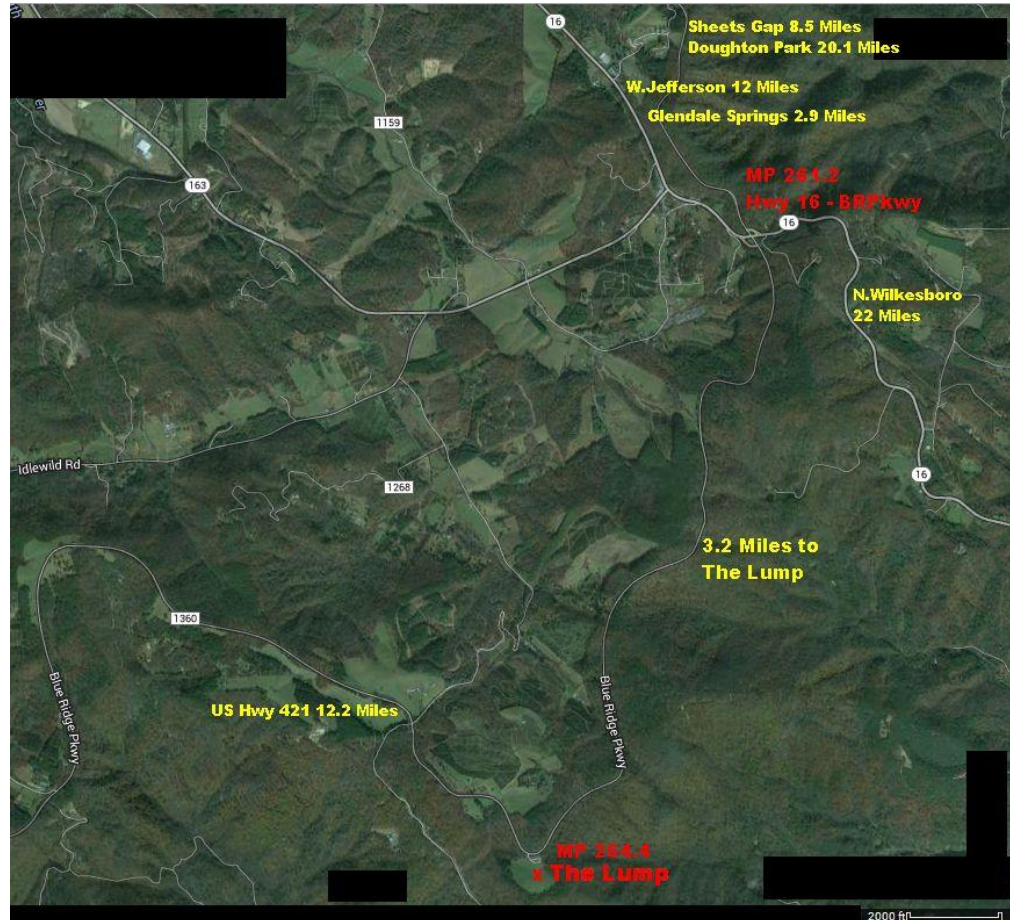 16
Sheets Gap 8.5 Miles
Doughton Park 20.1 Miles
W.Jefferson 12 Miles
Glendale Springs 2.9 Miles
1159
163
MP
Hwy 16 - BRPkwy
16
N.Wilkesboro
22 Miles
Idlewild Rd
1268
16
3.2 Miles to
The Lump
1360
Blue Ridge Pkwy
US Hwy 421 12.2 Miles
Blue Ridge Pkwy
MP 264.4
x The Lump
2000 ft